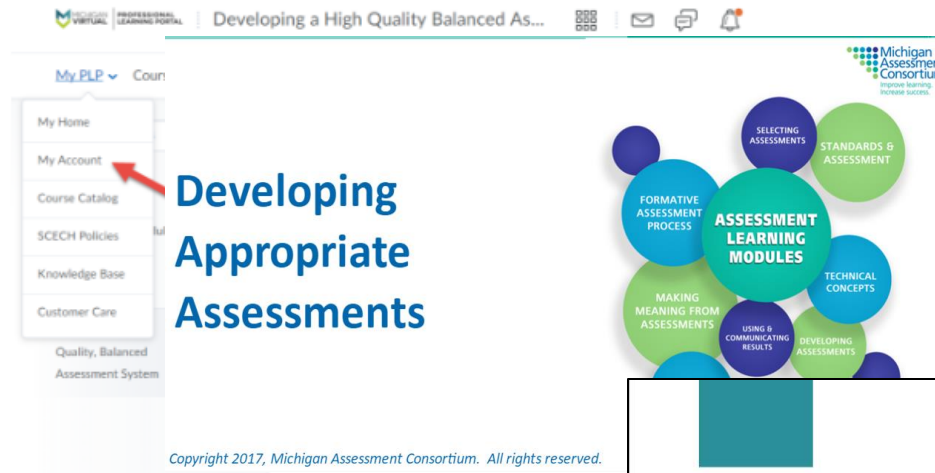 MICHIGAN VIRTUAL PROFESSIONAL LEARNING PORTAL
Developing a High Quality Balanced As...
My PLP
Cour
My Home
My Account
Course Catalog
SCECH Policies
Knowledge Base
Customer Care
Quality, Balanced
Assessment System
Michigan
Assessmen
Consortiu
Improve learning.
Increase success.
Developing
Appropriate
Assessments
SELECTING
ASSESSMENTS
STANDARDS &
ASSESSMENT
FORMATIVE
ASSESSMENT
PROCESS
ASSESSMENT
LEARNING
MODULES
TECHNICAL
CONCEPTS
MAKING
MEANING FROM
ASSESSMENTS
USING &
COMMUNICATING
RESULTS
DEVELOPING
ASSESSMENTS
Copyright 2017, Michigan Assessment Consortium. All rights reserved.